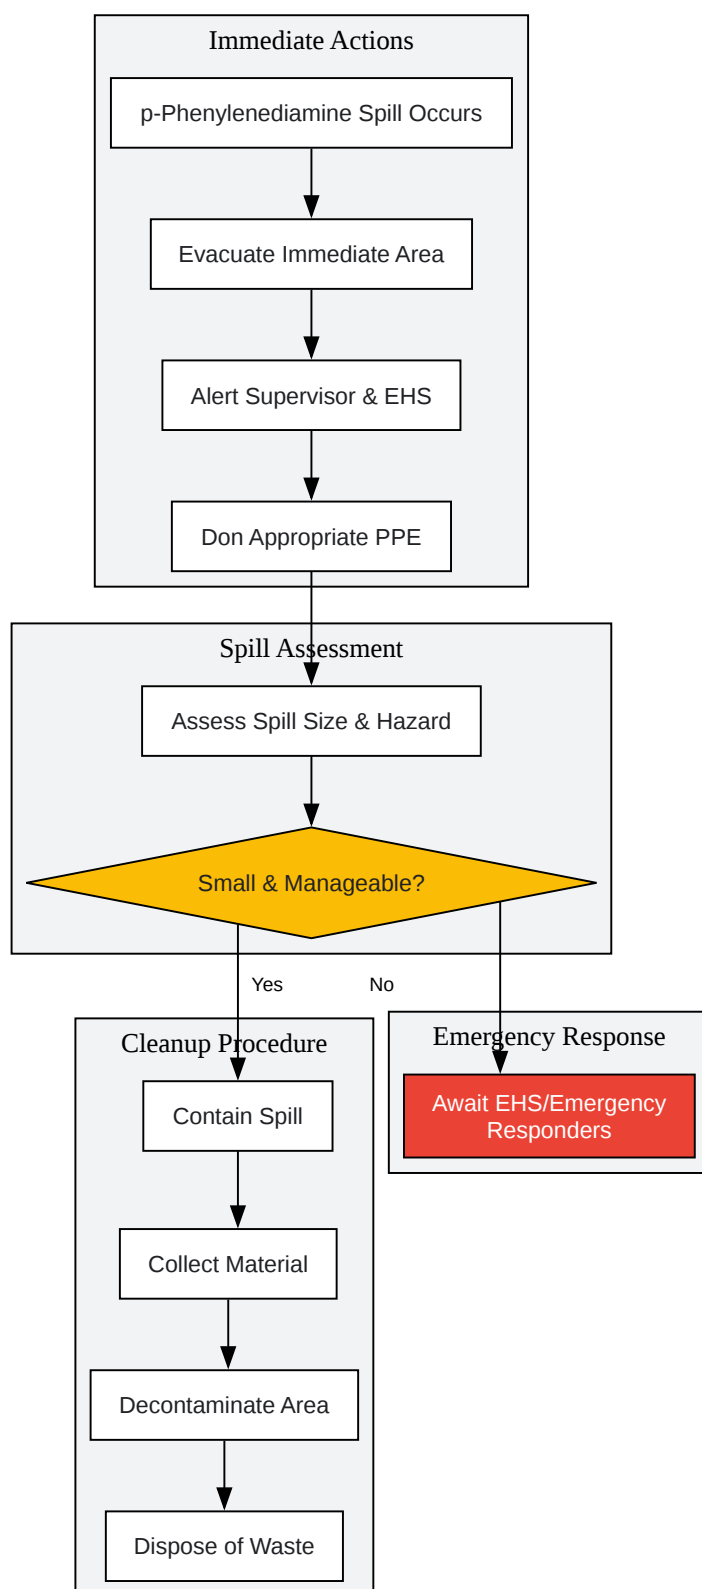 Immediate Actions
p-Phenylenediamine Spill Occurs
Evacuate Immediate Area
Alert Supervisor & EHS
Don Appropriate PPE
Spill Assessment
Assess Spill Size & Hazard
Small & Manageable?
Yes
No
Cleanup Procedure
Contain Spill
Collect Material
Decontaminate Area
Dispose of Waste
Emergency Response
Await EHS/Emergency
Responders